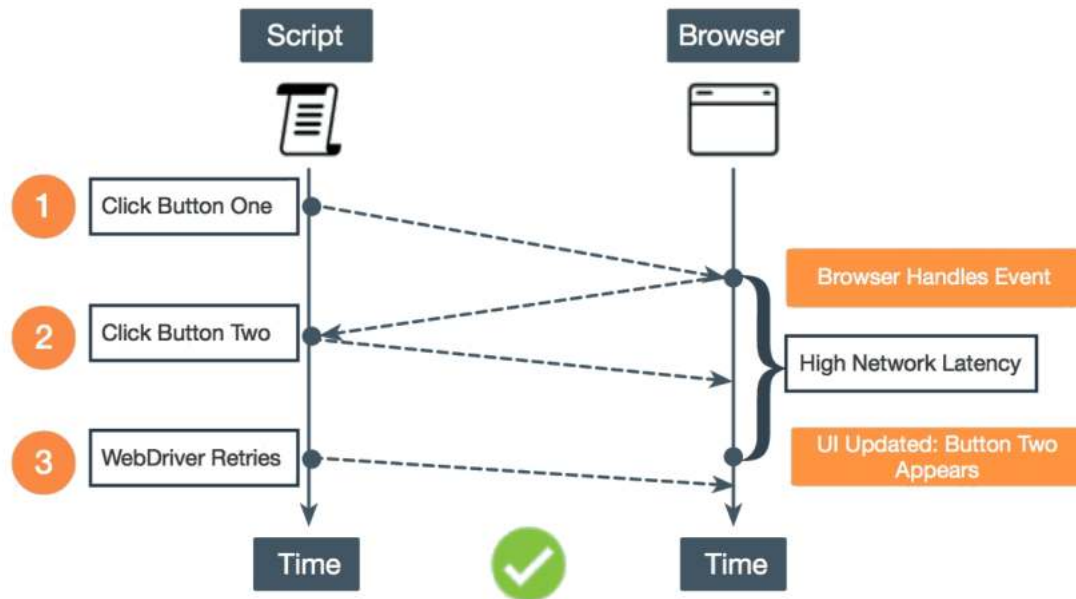 Script
Browser
1
Click Button One
Browser Handles Event
2
Click Button Two
High Network Latency
3
WebDriver Retries
UI Updated: Button Two
Appears
Time
Time